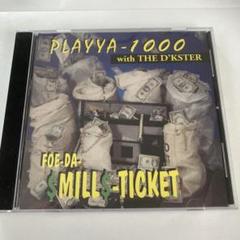 PLAYYA-1000
with THE D'KSTER
FOE-DA-
$MILL$-TICKET